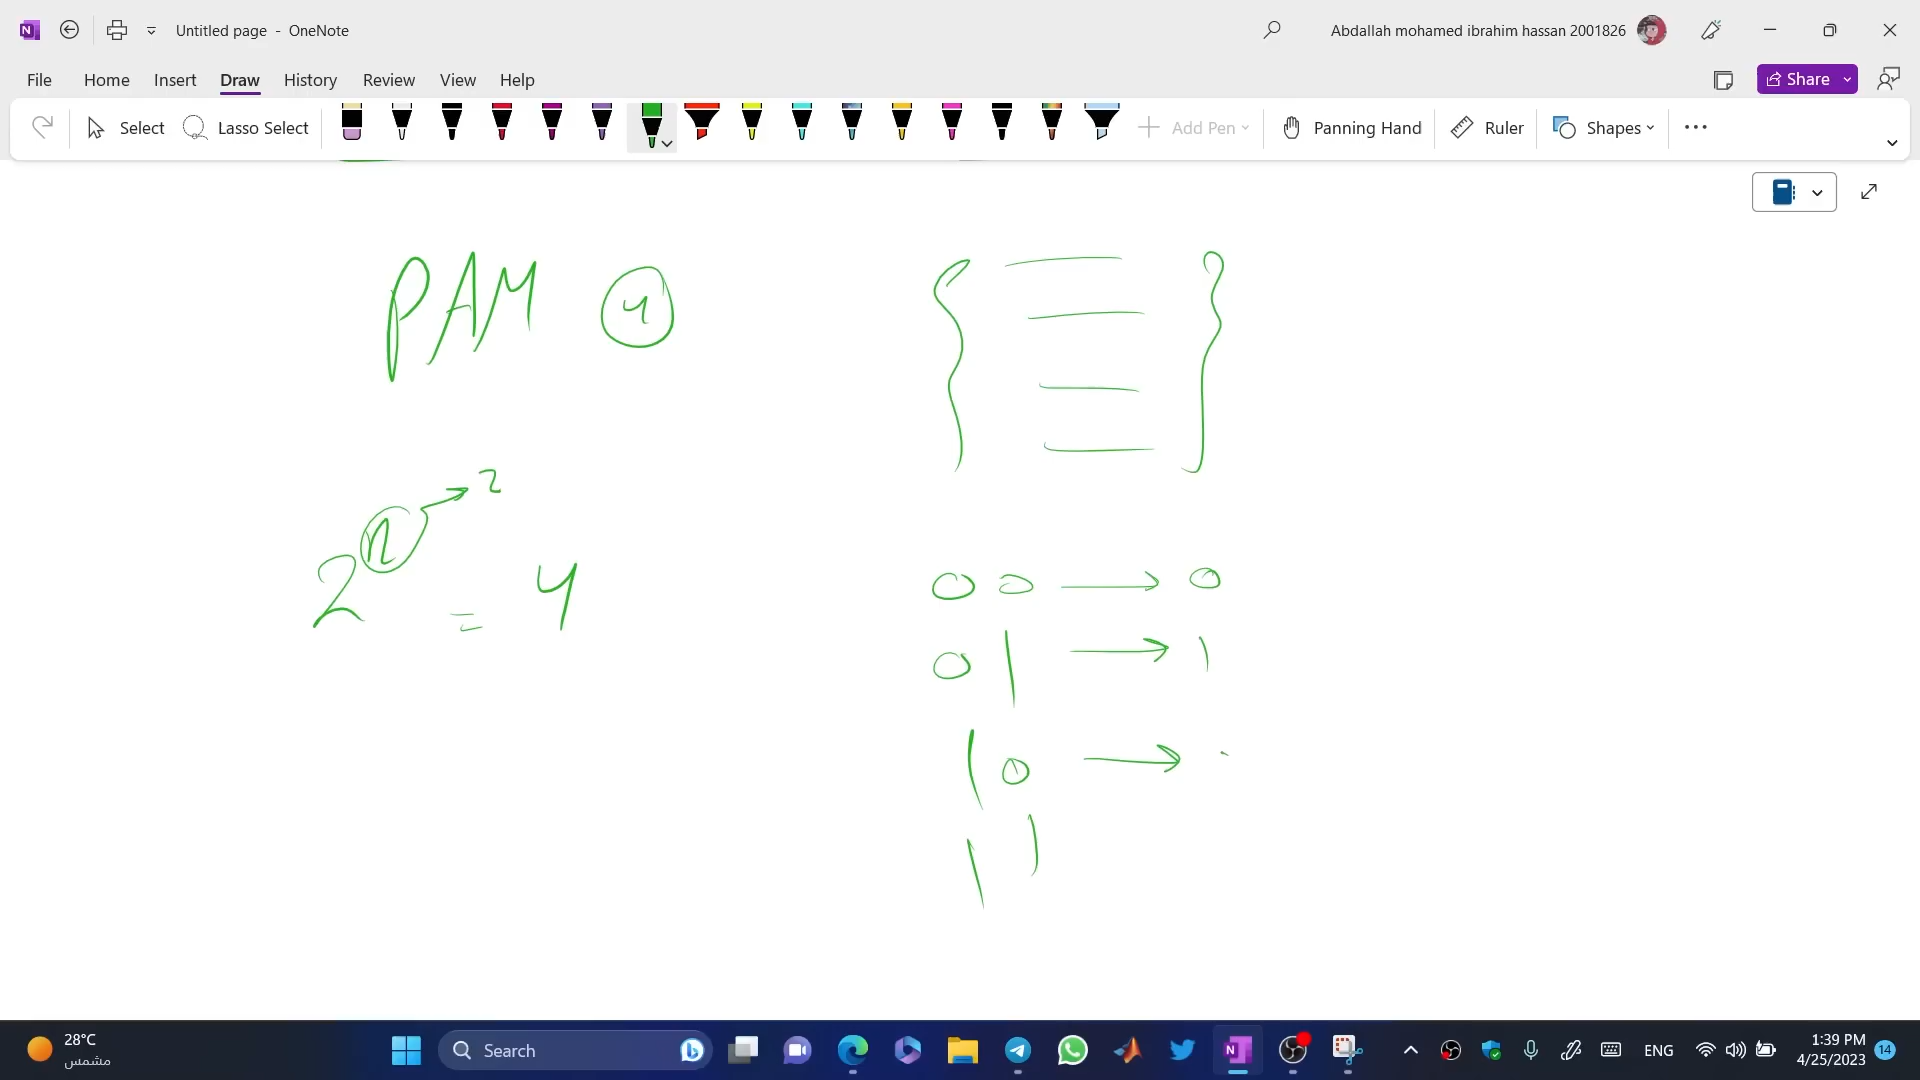 Untitled page - OneNote
Abdallah mohamed ibrahim hassan 2001826
File Home Insert Draw History Review View Help
Share
Select Lasso Select Add Pen Panning Hand Ruler Shapes
PAM 4
2
2^n = 4
0 0 → 0
0 1 → 1
1 0 →
1 1
28°C
مشمس
Search
ENG
1:39 PM
4/25/2023
14